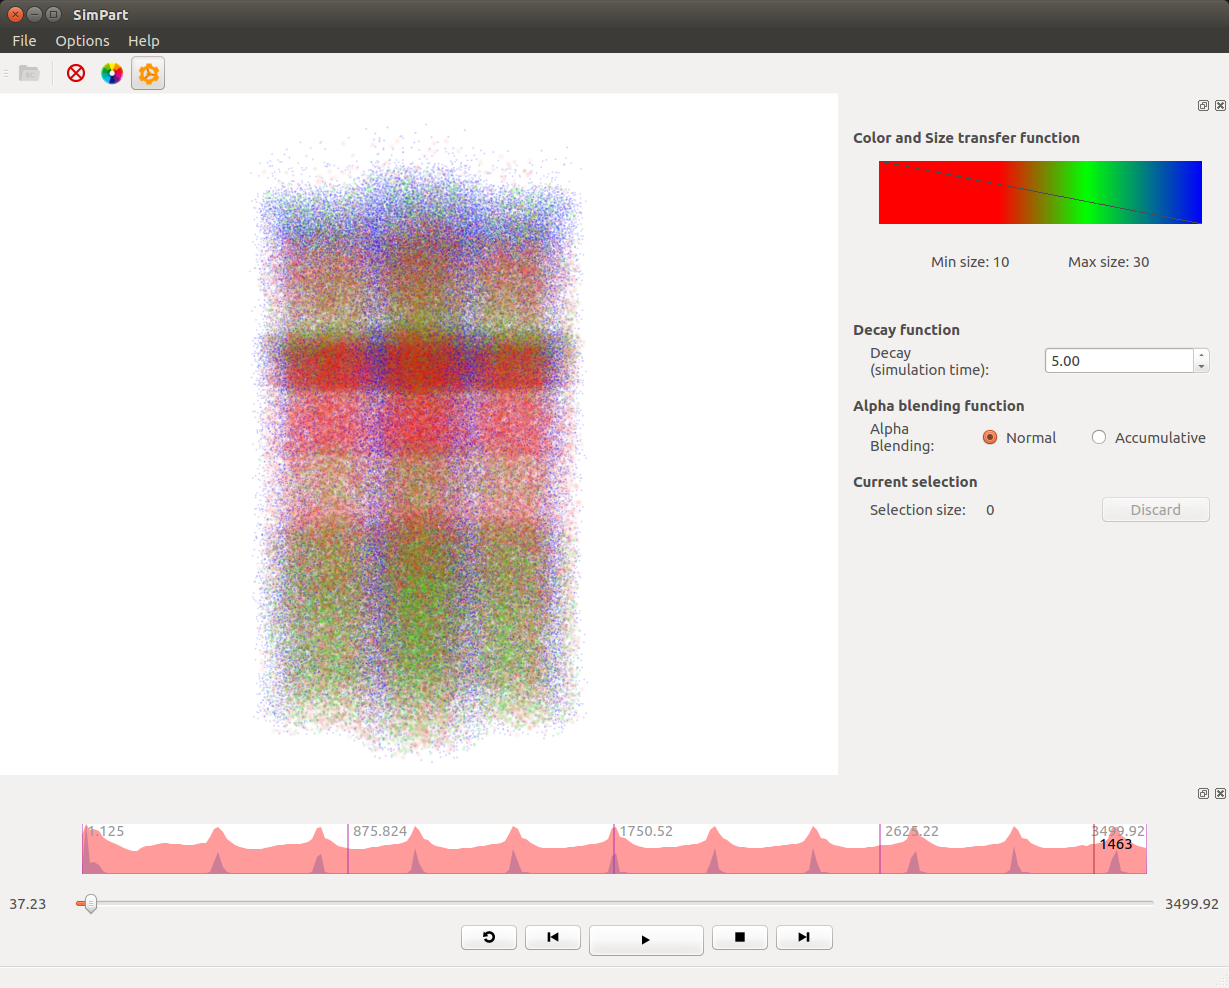 SimPart
File Options Help
Color and Size transfer function
Min size: 10 Max size: 30
Decay function
Decay
(simulation time):
5.00
Alpha blending function
Alpha
Blending:
Normal Accumulative
Current selection
Selection size: 0 Discard
1.125 875.824 1750.52 2625.22 3499.92
1463
37.23 3499.92